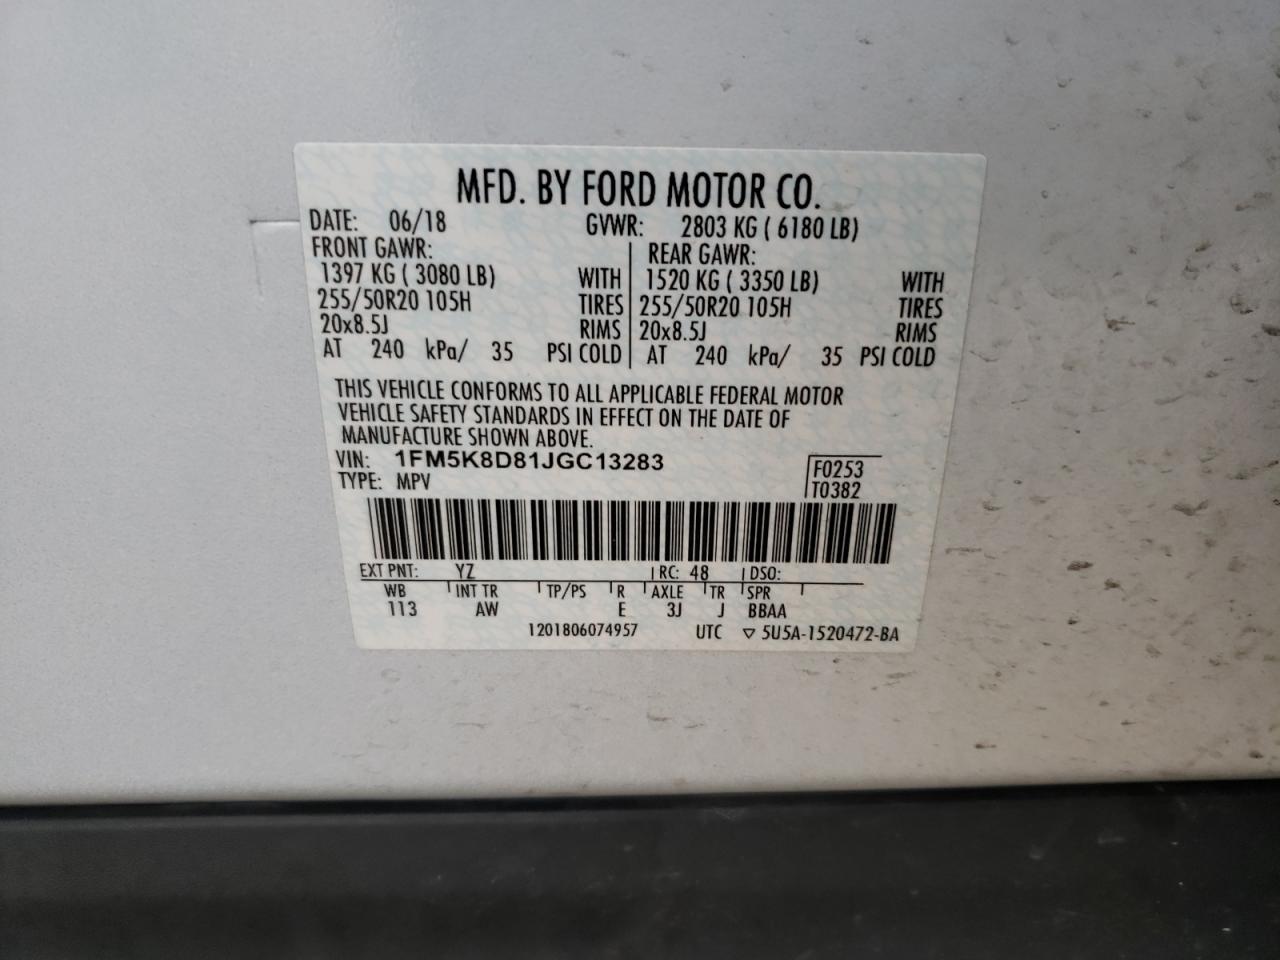 MFD. BY FORD MOTOR CO.
DATE: 06/18 GVWR: 2803 KG ( 6180 LB)
FRONT GAWR: REAR GAWR:
1397 KG ( 3080 LB) WITH 1520 KG ( 3350 LB) WITH
255/50R20 105H TIRES 255/50R20 105H TIRES
20x8.5J RIMS 20x8.5J RIMS
AT 240 kPa/ 35 PSI COLD AT 240 kPa/ 35 PSI COLD
THIS VEHICLE CONFORMS TO ALL APPLICABLE FEDERAL MOTOR
VEHICLE SAFETY STANDARDS IN EFFECT ON THE DATE OF
MANUFACTURE SHOWN ABOVE.
VIN: 1FM5K8D81JGC13283 F0253
TYPE: MPV T0382
EXT PNT: YZ RC: 48 DSO:
WB INT TR TP/PS R AXLE TR SPR
113 AW E 3J J BBAA
1201806074957 UTC ▽ 5U5A-1520472-BA